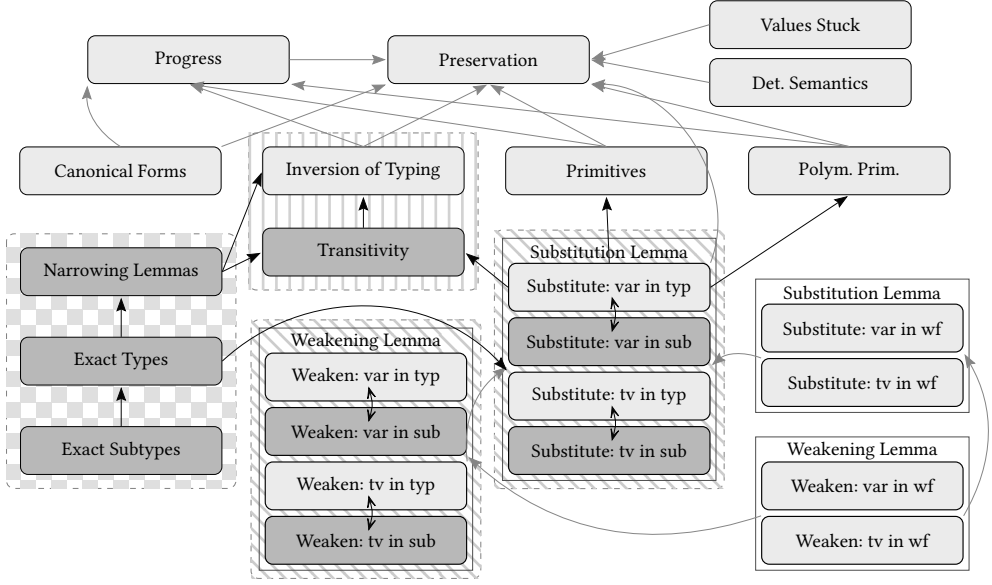 Values Stuck
Progress
Preservation
Det. Semantics
Canonical Forms
Inversion of Typing
Primitives
Polym. Prim.
Narrowing Lemmas
Transitivity
Exact Types
Exact Subtypes
Substitution Lemma
Substitute: var in typ
Substitute: var in sub
Substitute: tv in typ
Substitute: tv in sub
Weakening Lemma
Weaken: var in typ
Weaken: var in sub
Weaken: tv in typ
Weaken: tv in sub
Substitution Lemma
Substitute: var in wf
Substitute: tv in wf
Weakening Lemma
Weaken: var in wf
Weaken: tv in wf